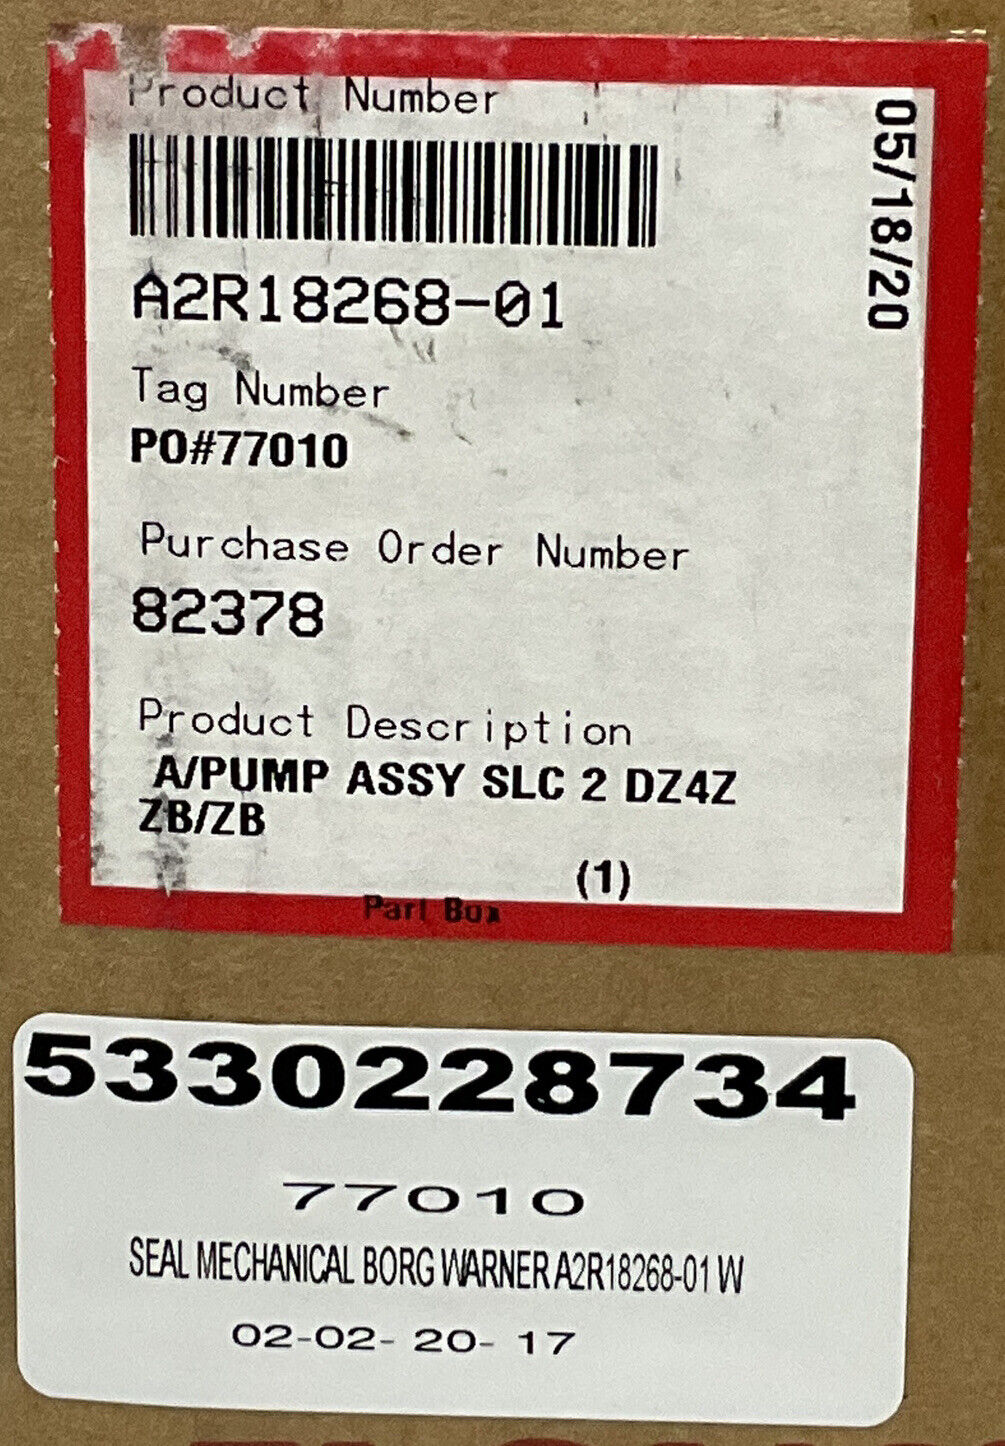 Product Number
05/18/20
A2R18268-01
Tag Number
PO#77010
Purchase Order Number
82378
Product Description
A/PUMP ASSY SLC 2 DZ4Z
ZB/ZB
(1)
Part Box
5330228734
77010
SEAL MECHANICAL BORG WARNER A2R18268-01 W
02-02- 20- 17